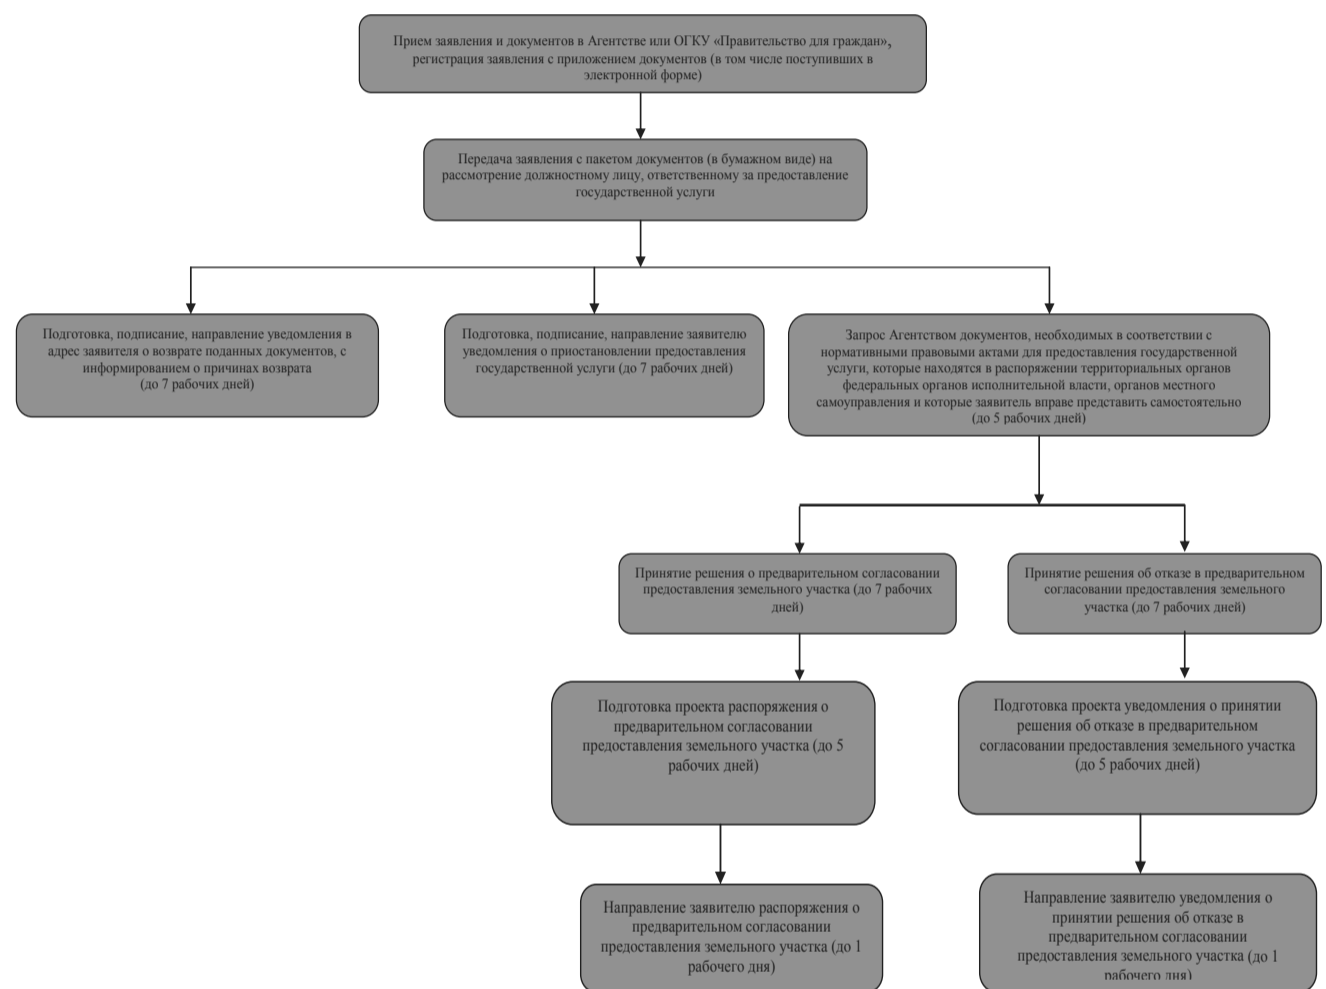 Прием заявления и документов в Агентстве или ОГКУ «Правительство для граждан»,
регистрация заявления с приложением документов (в том числе поступивших в
электронной форме)
Передача заявления с пакетом документов (в бумажном виде) на
рассмотрение должностному лицу, ответственному за предоставление
государственной услуги
Подготовка, подписание, направление уведомления в
адрес заявителя о возврате поданных документов, с
информированием о причинах возврата
(до 7 рабочих дней)
Подготовка, подписание, направление заявителю
уведомления о приостановлении предоставления
государственной услуги (до 7 рабочих дней)
Запрос Агентством документов, необходимых в соответствии с
нормативными правовыми актами для предоставления государственной
услуги, которые находятся в распоряжении территориальных органов
федеральных органов исполнительной власти, органов местного
самоуправления и которые заявитель вправе представить самостоятельно
(до 5 рабочих дней)
Принятие решения о предварительном согласовании
предоставления земельного участка (до 7 рабочих
дней)
Принятие решения об отказе в предварительном
согласовании предоставления земельного
участка (до 7 рабочих дней)
Подготовка проекта распоряжения о
предварительном согласовании
предоставления земельного участка (до 5
рабочих дней)
Подготовка проекта уведомления о принятии
решения об отказе в предварительном
согласовании предоставления земельного участка
(до 5 рабочих дней)
Направление заявителю распоряжения о
предварительном согласовании
предоставления земельного участка (до 1
рабочего дня)
Направление заявителю уведомления о
принятии решения об отказе в
предварительном согласовании
предоставления земельного участка (до 1
рабочего дня)